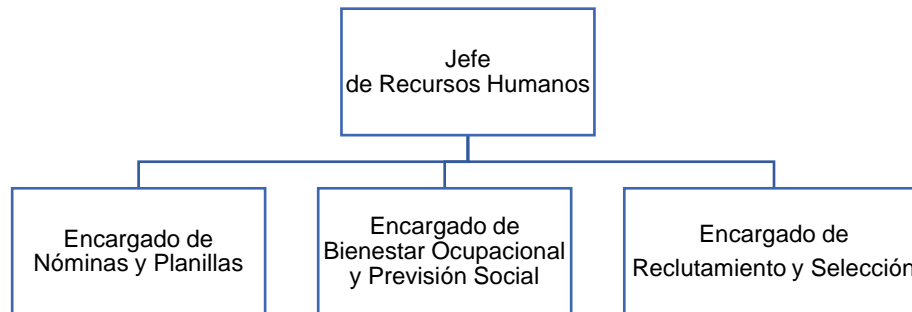 Jefe
de Recursos Humanos
Encargado de
Nóminas y Planillas
Encargado de
Bienestar Ocupacional
y Previsión Social
Encargado de
Reclutamiento y Selección